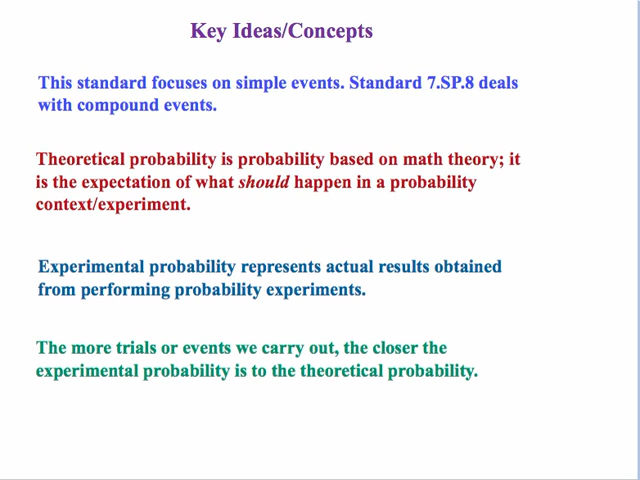 Key Ideas/Concepts
This standard focuses on simple events. Standard 7.SP.8 deals
with compound events.
Theoretical probability is probability based on math theory; it
is the expectation of what should happen in a probability
context/experiment.
Experimental probability represents actual results obtained
from performing probability experiments.
The more trials or events we carry out, the closer the
experimental probability is to the theoretical probability.